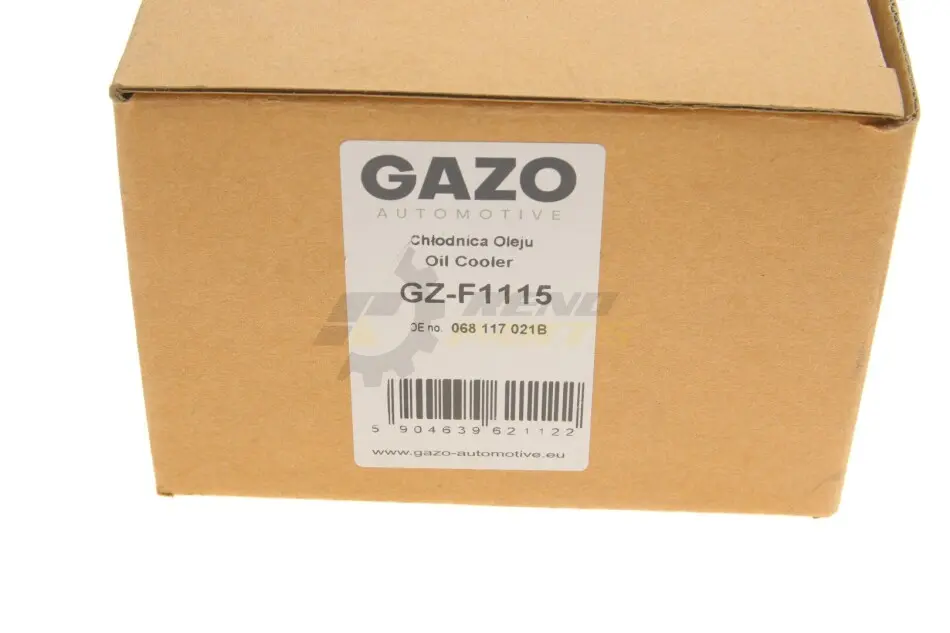 GAZO
AUTOMOTIVE
Chłodnica Oleju
Oil Cooler
GZ-F1115
OE no. 068 117 021B
5 904639 621122
www.gazo-automotive.eu